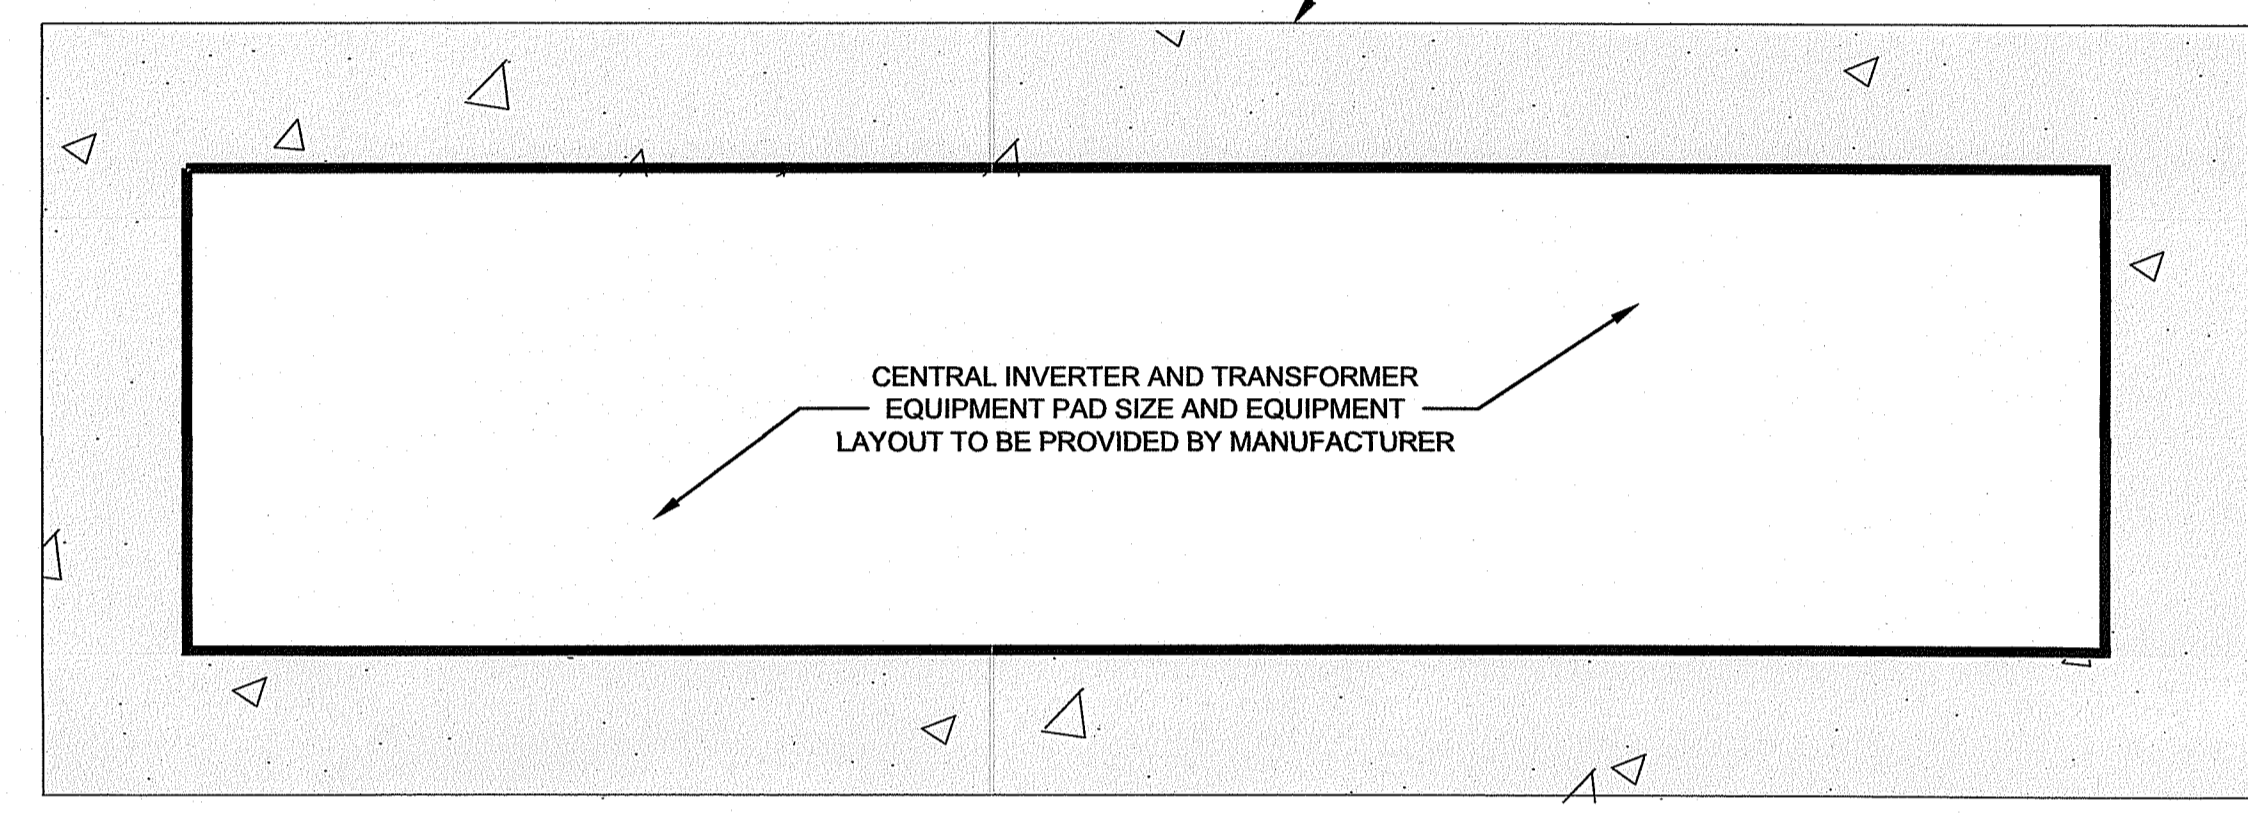 CENTRAL INVERTER AND TRANSFORMER
EQUIPMENT PAD SIZE AND EQUIPMENT
LAYOUT TO BE PROVIDED BY MANUFACTURER